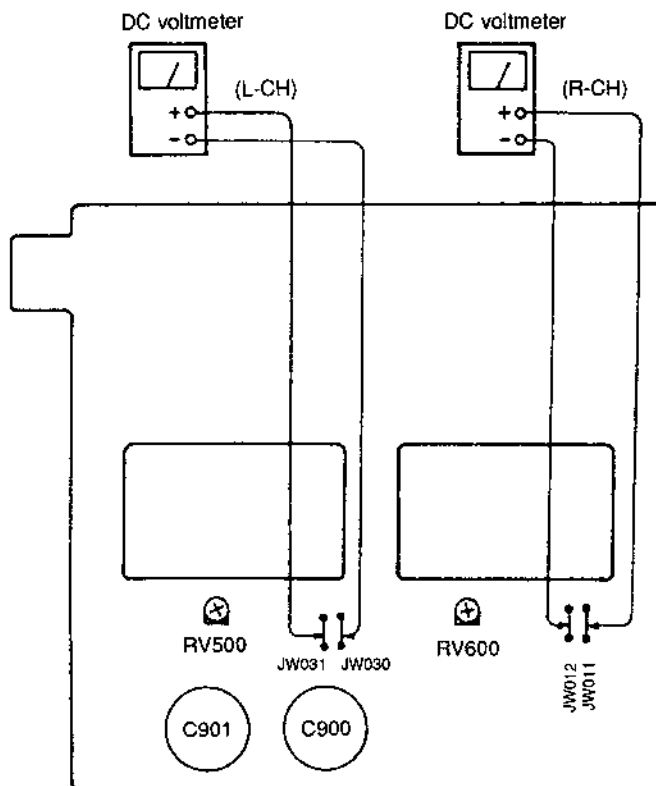 DC voltmeter
DC voltmeter
(L-CH)
(R-CH)
+
-
+
-
RV500
RV600
JW031
JW030
JW012
JW011
C901
C900